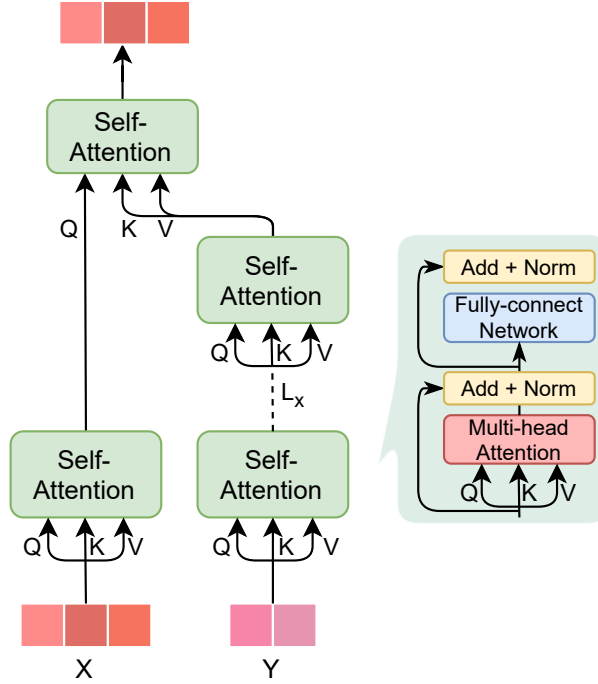 Self-
Attention
Q
K
V
Self-
Attention
Q
K
V
Lx
Self-
Attention
Q
K
V
X
Self-
Attention
Q
K
V
Y
Add + Norm
Fully-connect
Network
Add + Norm
Multi-head
Attention
Q
K
V